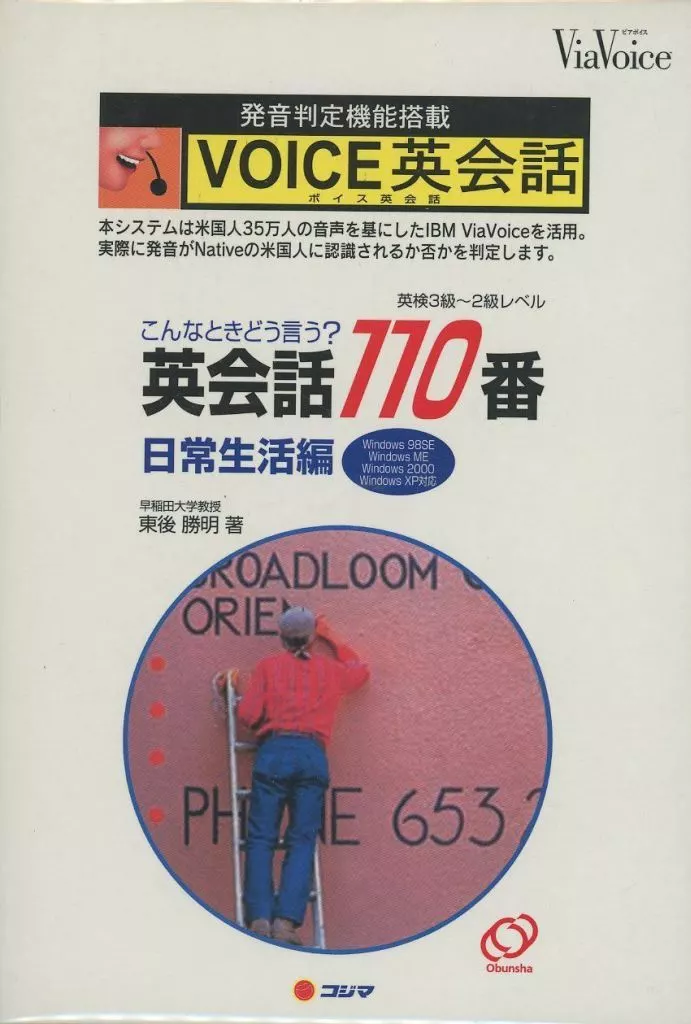 ビアボイス
ViaVoice
発音判定機能搭載
VOICE英会話
ボイス英会話
本システムは米国人35万人の音声を基にしたIBM ViaVoiceを活用。
実際に発音がNativeの米国人に認識されるか否かを判定します。
英検3級〜2級レベル
こんなときどう言う?
英会話110番
日常生活編
Windows 98SE
Windows ME
Windows 2000
Windows XP対応
早稲田大学教授
東後 勝明 著
ROADLOOM
ORIEN
PHONE 653
Obunsha
コジマ